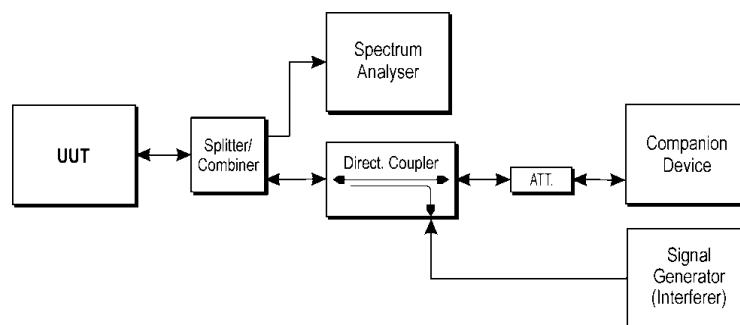 Spectrum
Analyser
UUT
Splitter/
Combiner
Direct. Coupler
ATT.
Companion
Device
Signal
Generator
(Interferer)